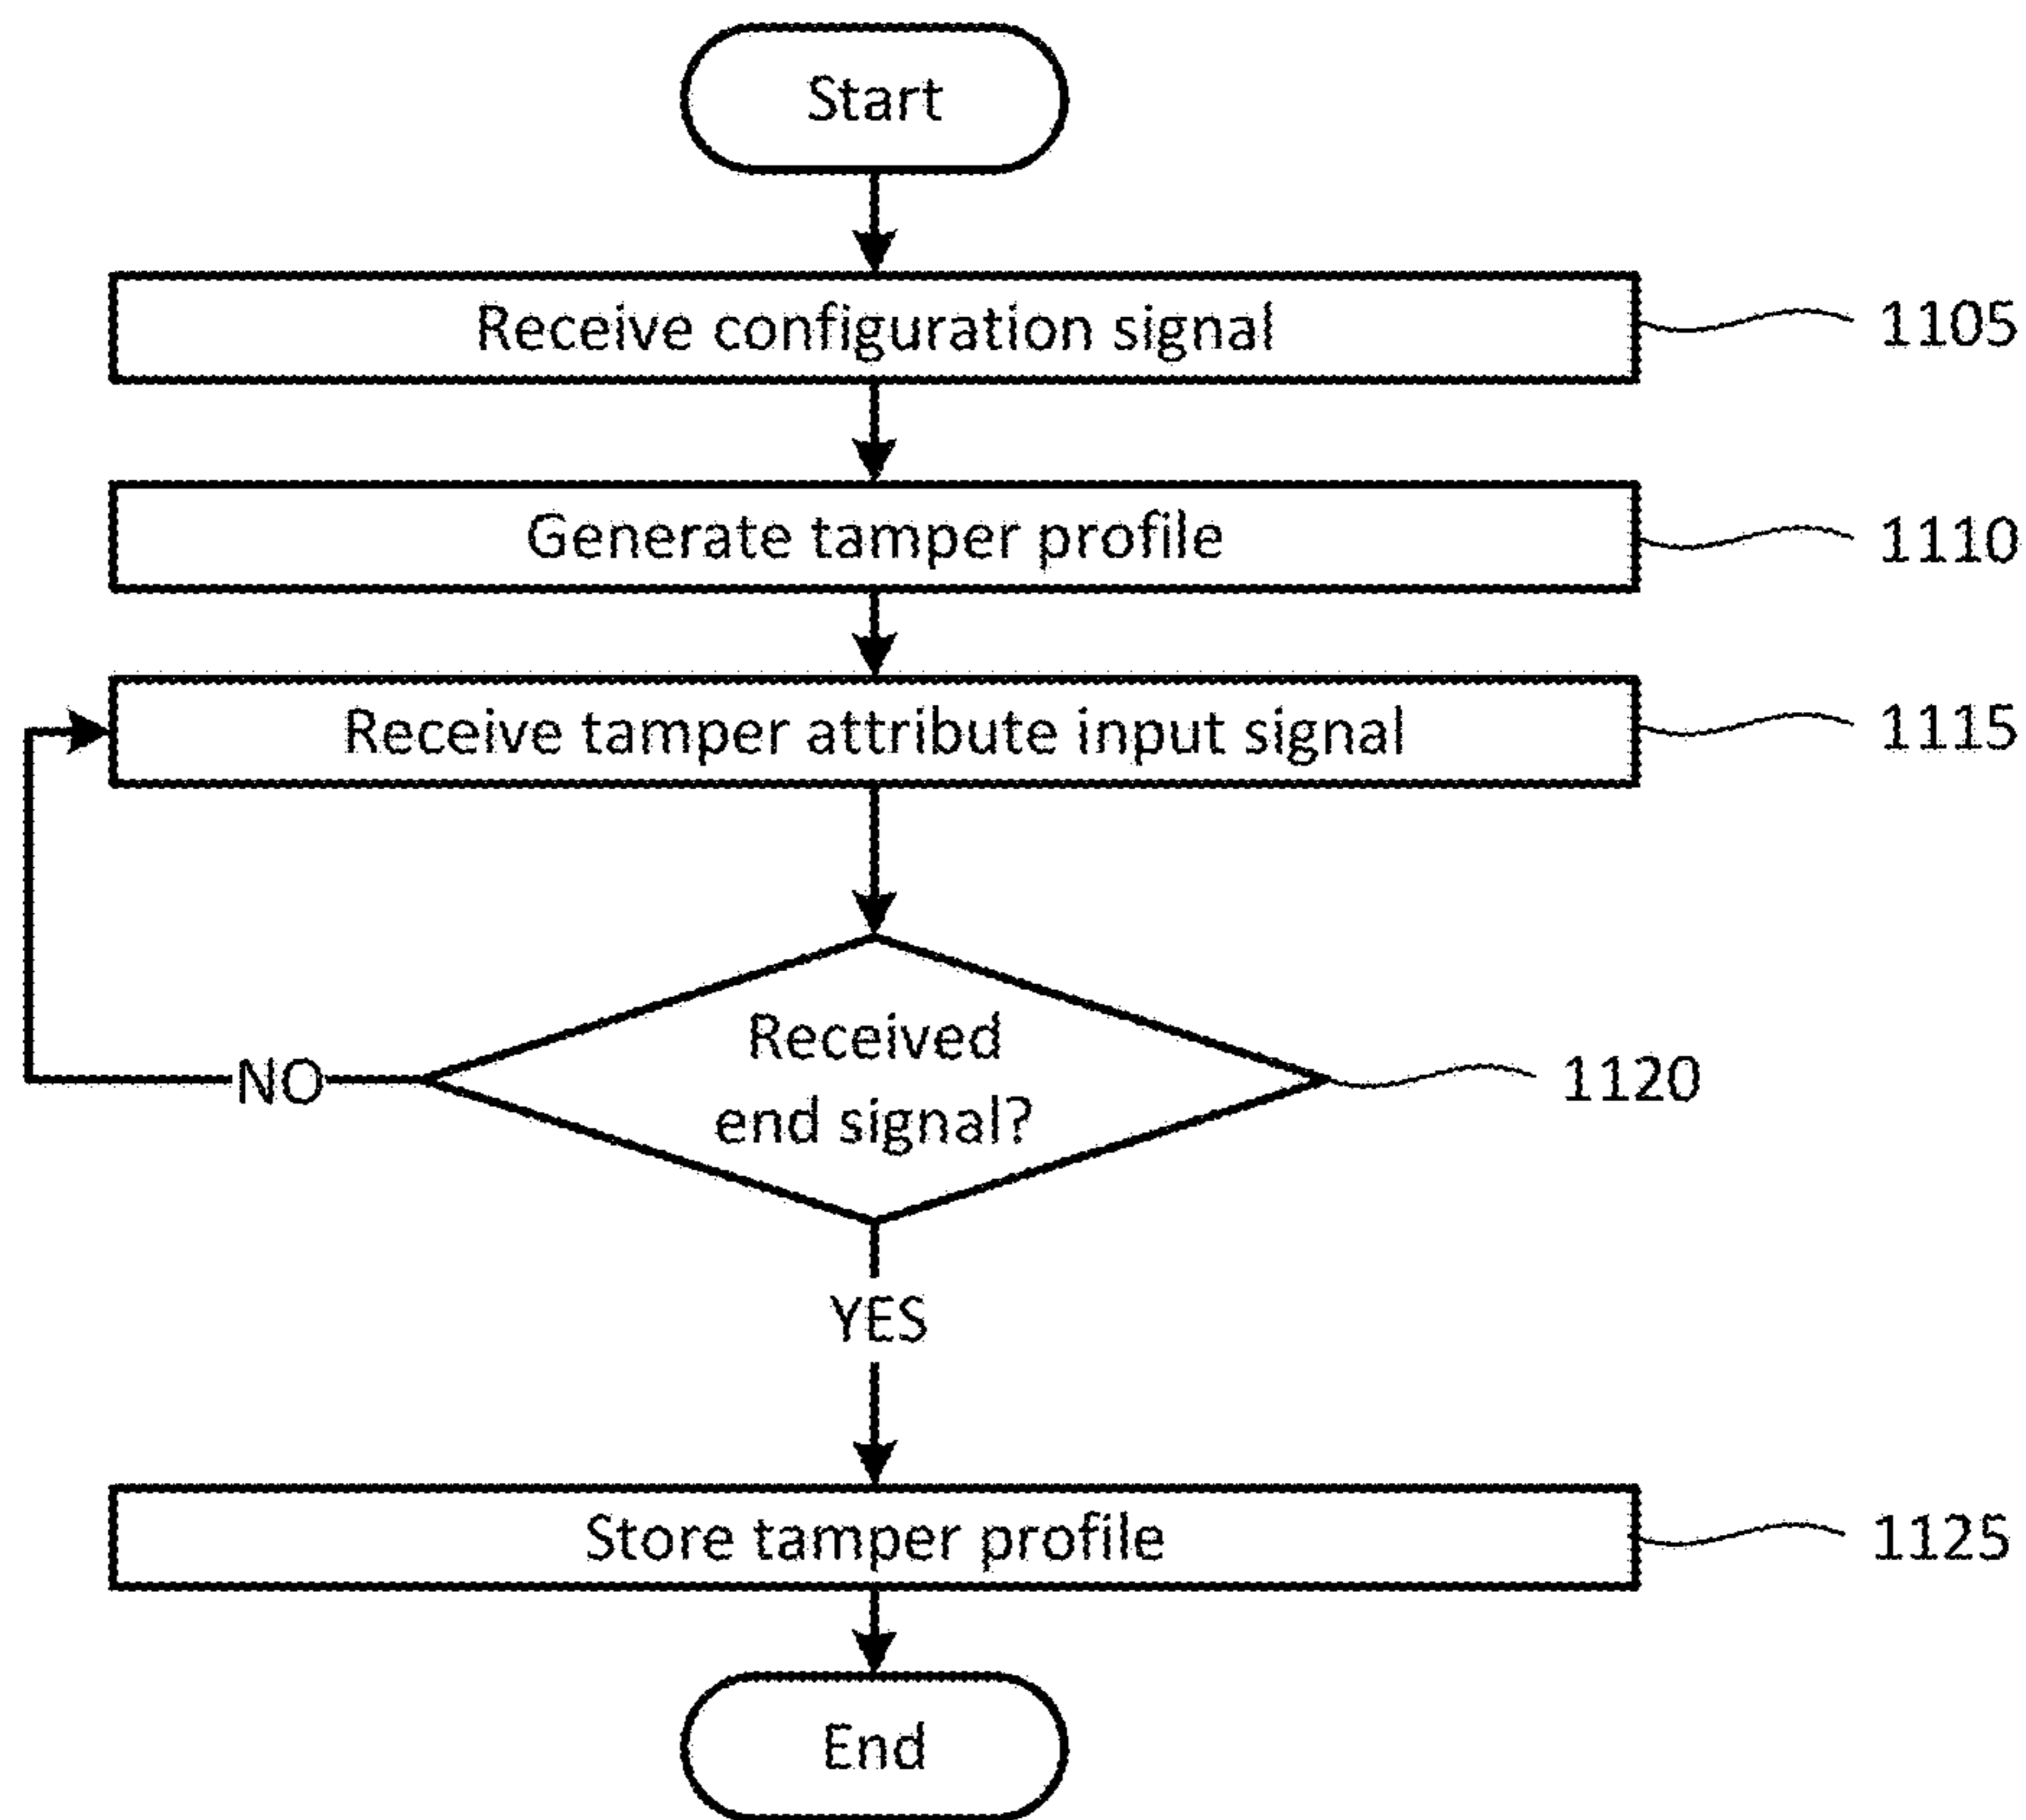 Start
Receive configuration signal
1105
Generate tamper profile
1110
Receive tamper attribute input signal
1115
Received
end signal?
1120
NO
YES
Store tamper profile
1125
End